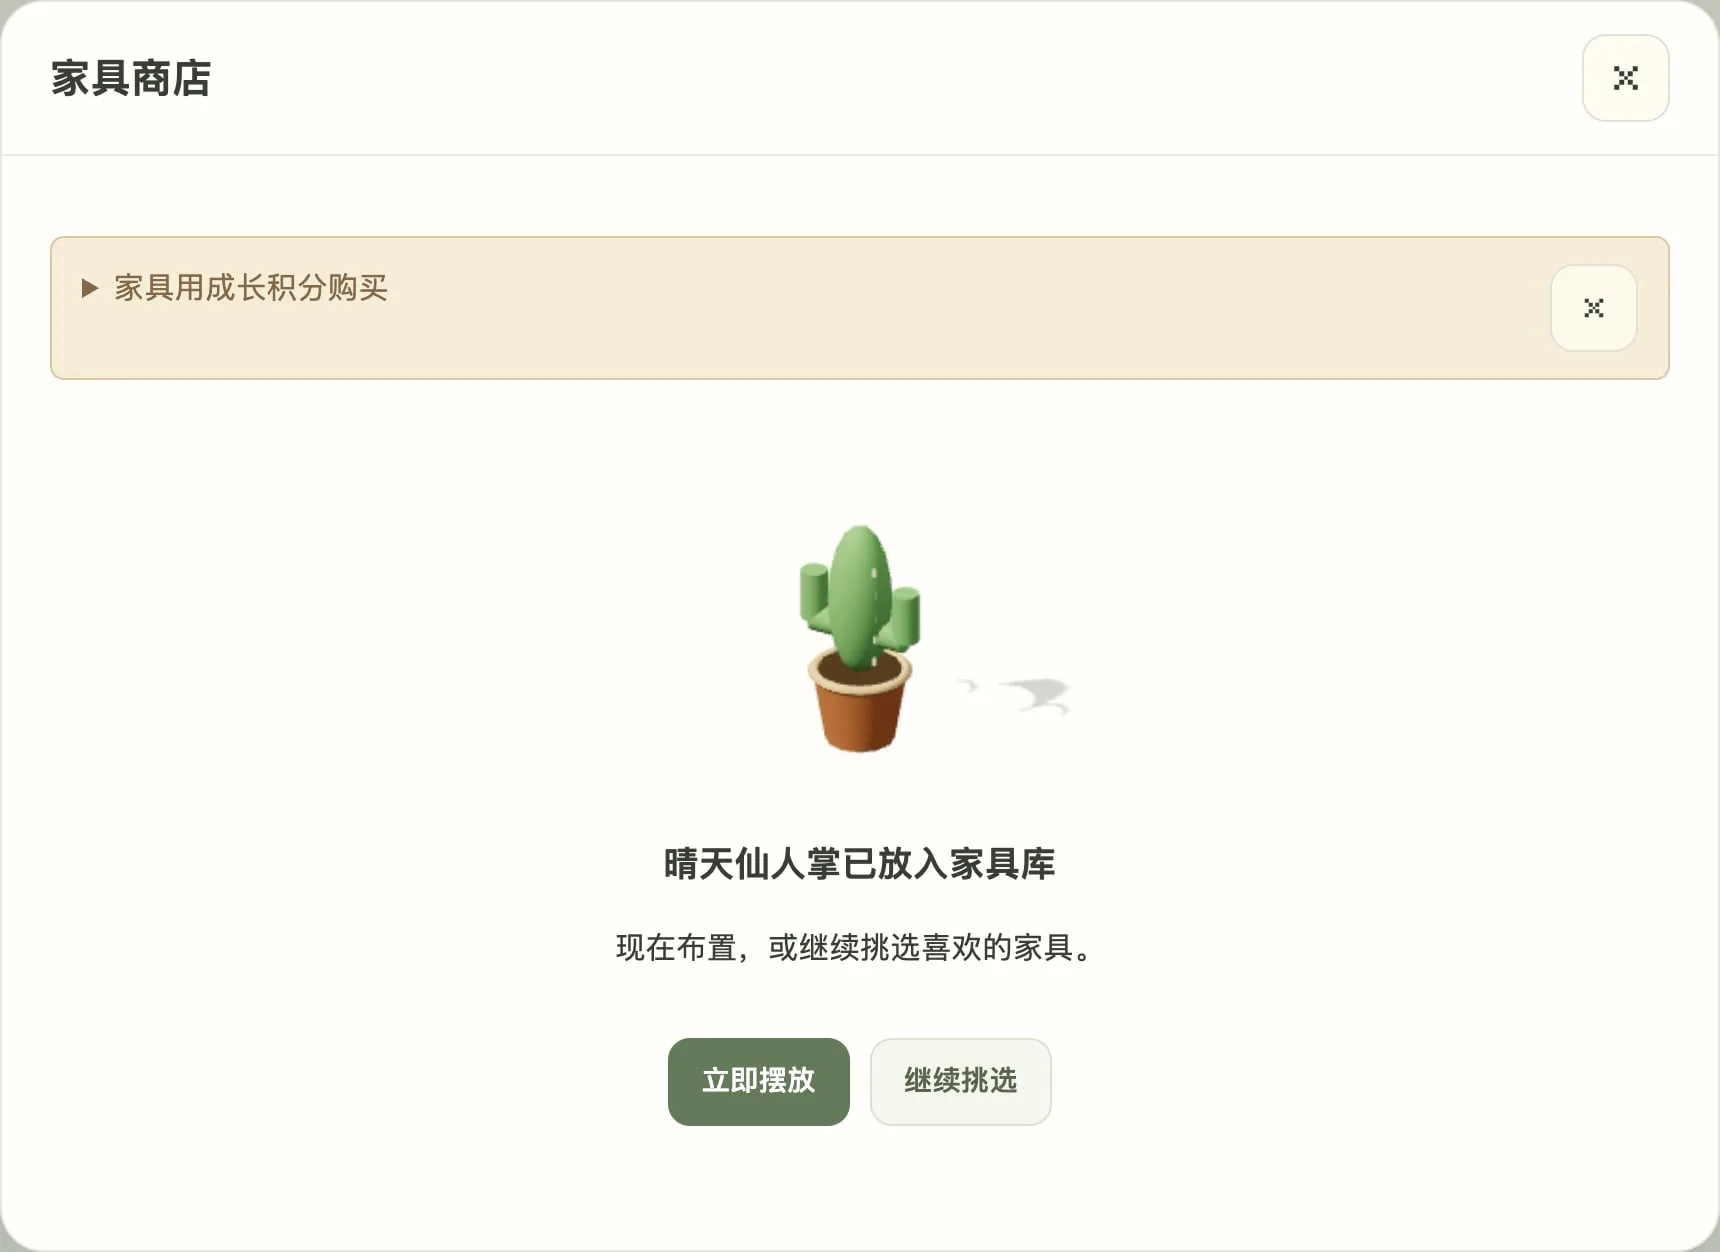 家具商店
家具用成长积分购买
晴天仙人掌已放入家具库
现在布置，或继续挑选喜欢的家具。
立即摆放
继续挑选